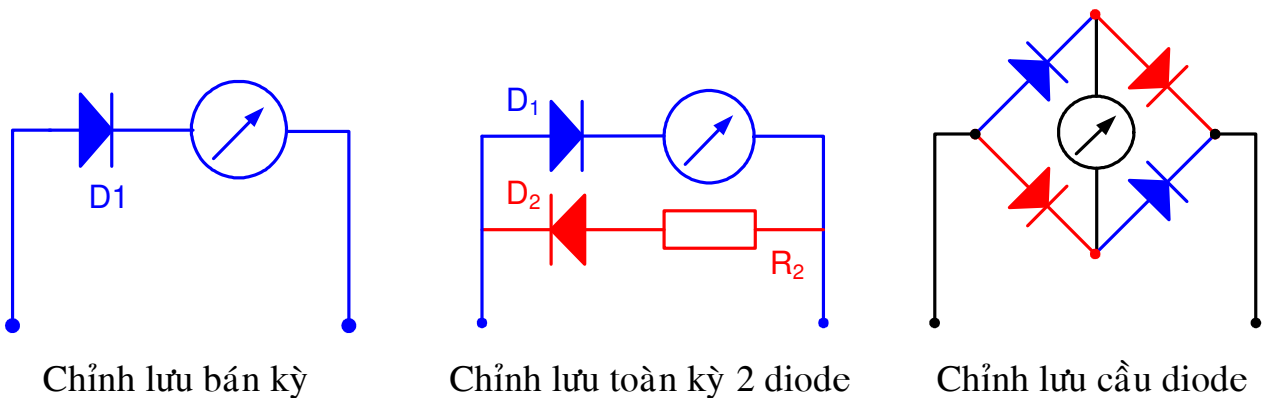 D1
D₁
D₂
R₂
Chỉnh lưu bán kỳ
Chỉnh lưu toàn kỳ 2 diode
Chỉnh lưu cầu diode